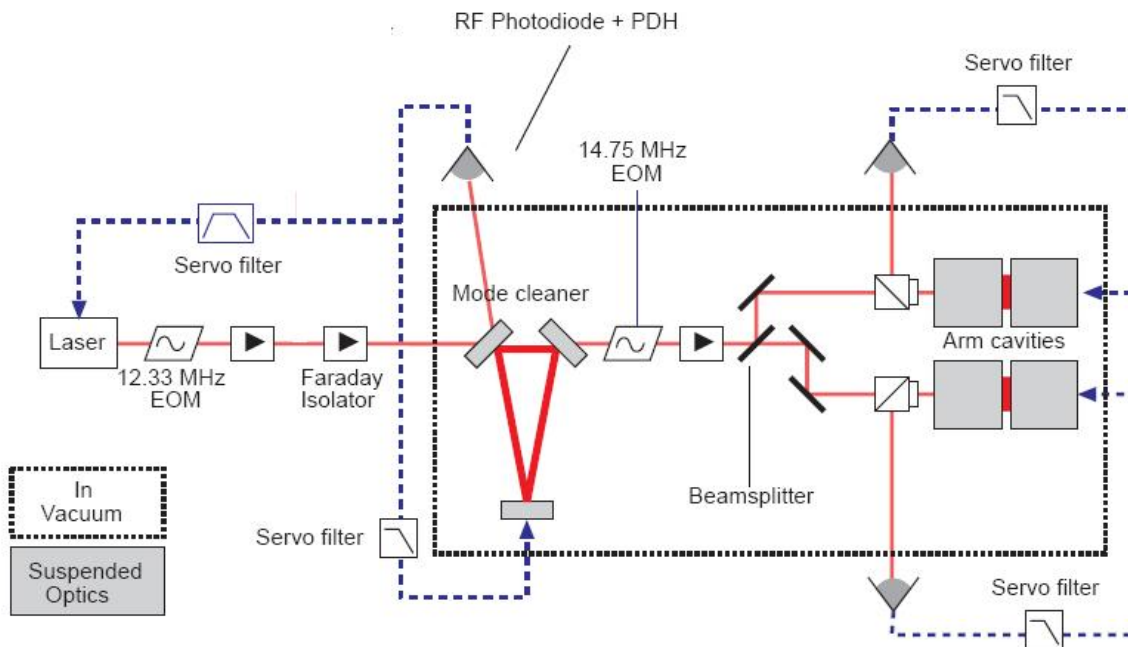 RF Photodiode + PDH
Servo filter
14.75 MHz
EOM
Servo filter
Mode cleaner
Laser
12.33 MHz
EOM
Faraday
Isolator
Arm cavities
In
Vacuum
Beamsplitter
Servo filter
Suspended
Optics
Servo filter